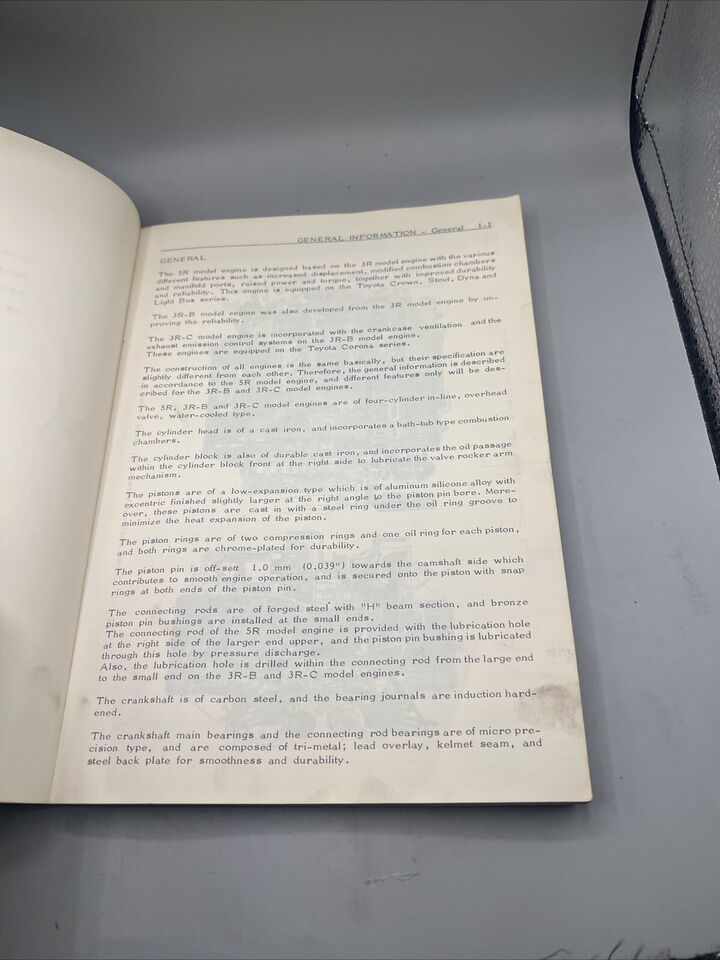 GENERAL INFORMATION - General 1-1
GENERAL
The 5R model engine is designed based on the 3R model engine with the various
different features such as increased displacement, modified combustion chambers
and manifold ports, raised power and torque, together with improved durability
and reliability. This engine is equipped on the Toyota Crown, Stout, Dyna and
Light Bus series.
The 3R-B model engine was also developed from the 3R model engine by im-
proving the reliability.
The 3R-C model engine is incorporated with the crankcase ventilation and the
exhaust emission control systems on the 3R-B model engine.
These engines are equipped on the Toyota Corona series.
The construction of all engines is the same basically, but their specification are
slightly different from each other. Therefore, the general information is described
in accordance to the 5R model engine, and different features only will be des-
cribed for the 3R-B and 3R-C model engines.
The 5R, 3R-B and 3R-C model engines are of four-cylinder in-line, overhead
valve, water-cooled type.
The cylinder head is of a cast iron, and incorporates a bath-tub type combustion
chambers.
The cylinder block is also of durable cast iron, and incorporates the oil passage
within the cylinder block front at the right side to lubricate the valve rocker arm
mechanism.
The pistons are of a low-expansion type which is of aluminum silicone alloy with
excentric finished slightly larger at the right angle to the piston pin bore. More-
over, these pistons are cast in with a steel ring under the oil ring groove to
minimize the heat expansion of the piston.
The piston rings are of two compression rings and one oil ring for each piston,
and both rings are chrome-plated for durability.
The piston pin is off-sett 1.0 mm (0.039") towards the camshaft side which
contributes to smooth engine operation, and is secured onto the piston with snap
rings at both ends of the piston pin.
The connecting rods are of forged steel with "H" beam section, and bronze
piston pin bushings are installed at the small ends.
The connecting rod of the 5R model engine is provided with the lubrication hole
at the right side of the larger end upper, and the piston pin bushing is lubricated
through this hole by pressure discharge.
Also, the lubrication hole is drilled within the connecting rod from the large end
to the small end on the 3R-B and 3R-C model engines.
The crankshaft is of carbon steel, and the bearing journals are induction hard-
ened.
The crankshaft main bearings and the connecting rod bearings are of micro pre-
cision type, and are composed of tri-metal; lead overlay, kelmet seam, and
steel back plate for smoothness and durability.